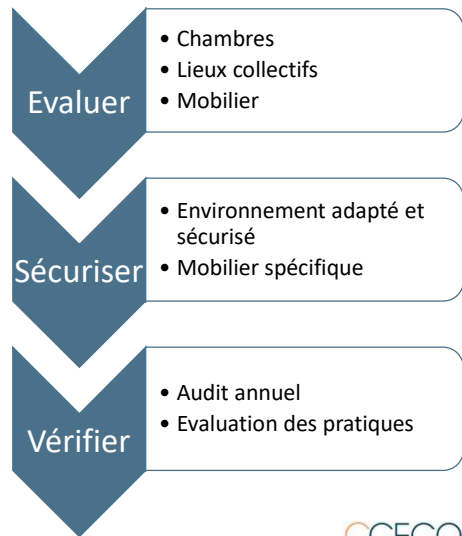 Evaluer
• Chambres
• Lieux collectifs
• Mobilier
Sécuriser
• Environnement adapté et
sécurisé
• Mobilier spécifique
Vérifier
• Audit annuel
• Evaluation des pratiques